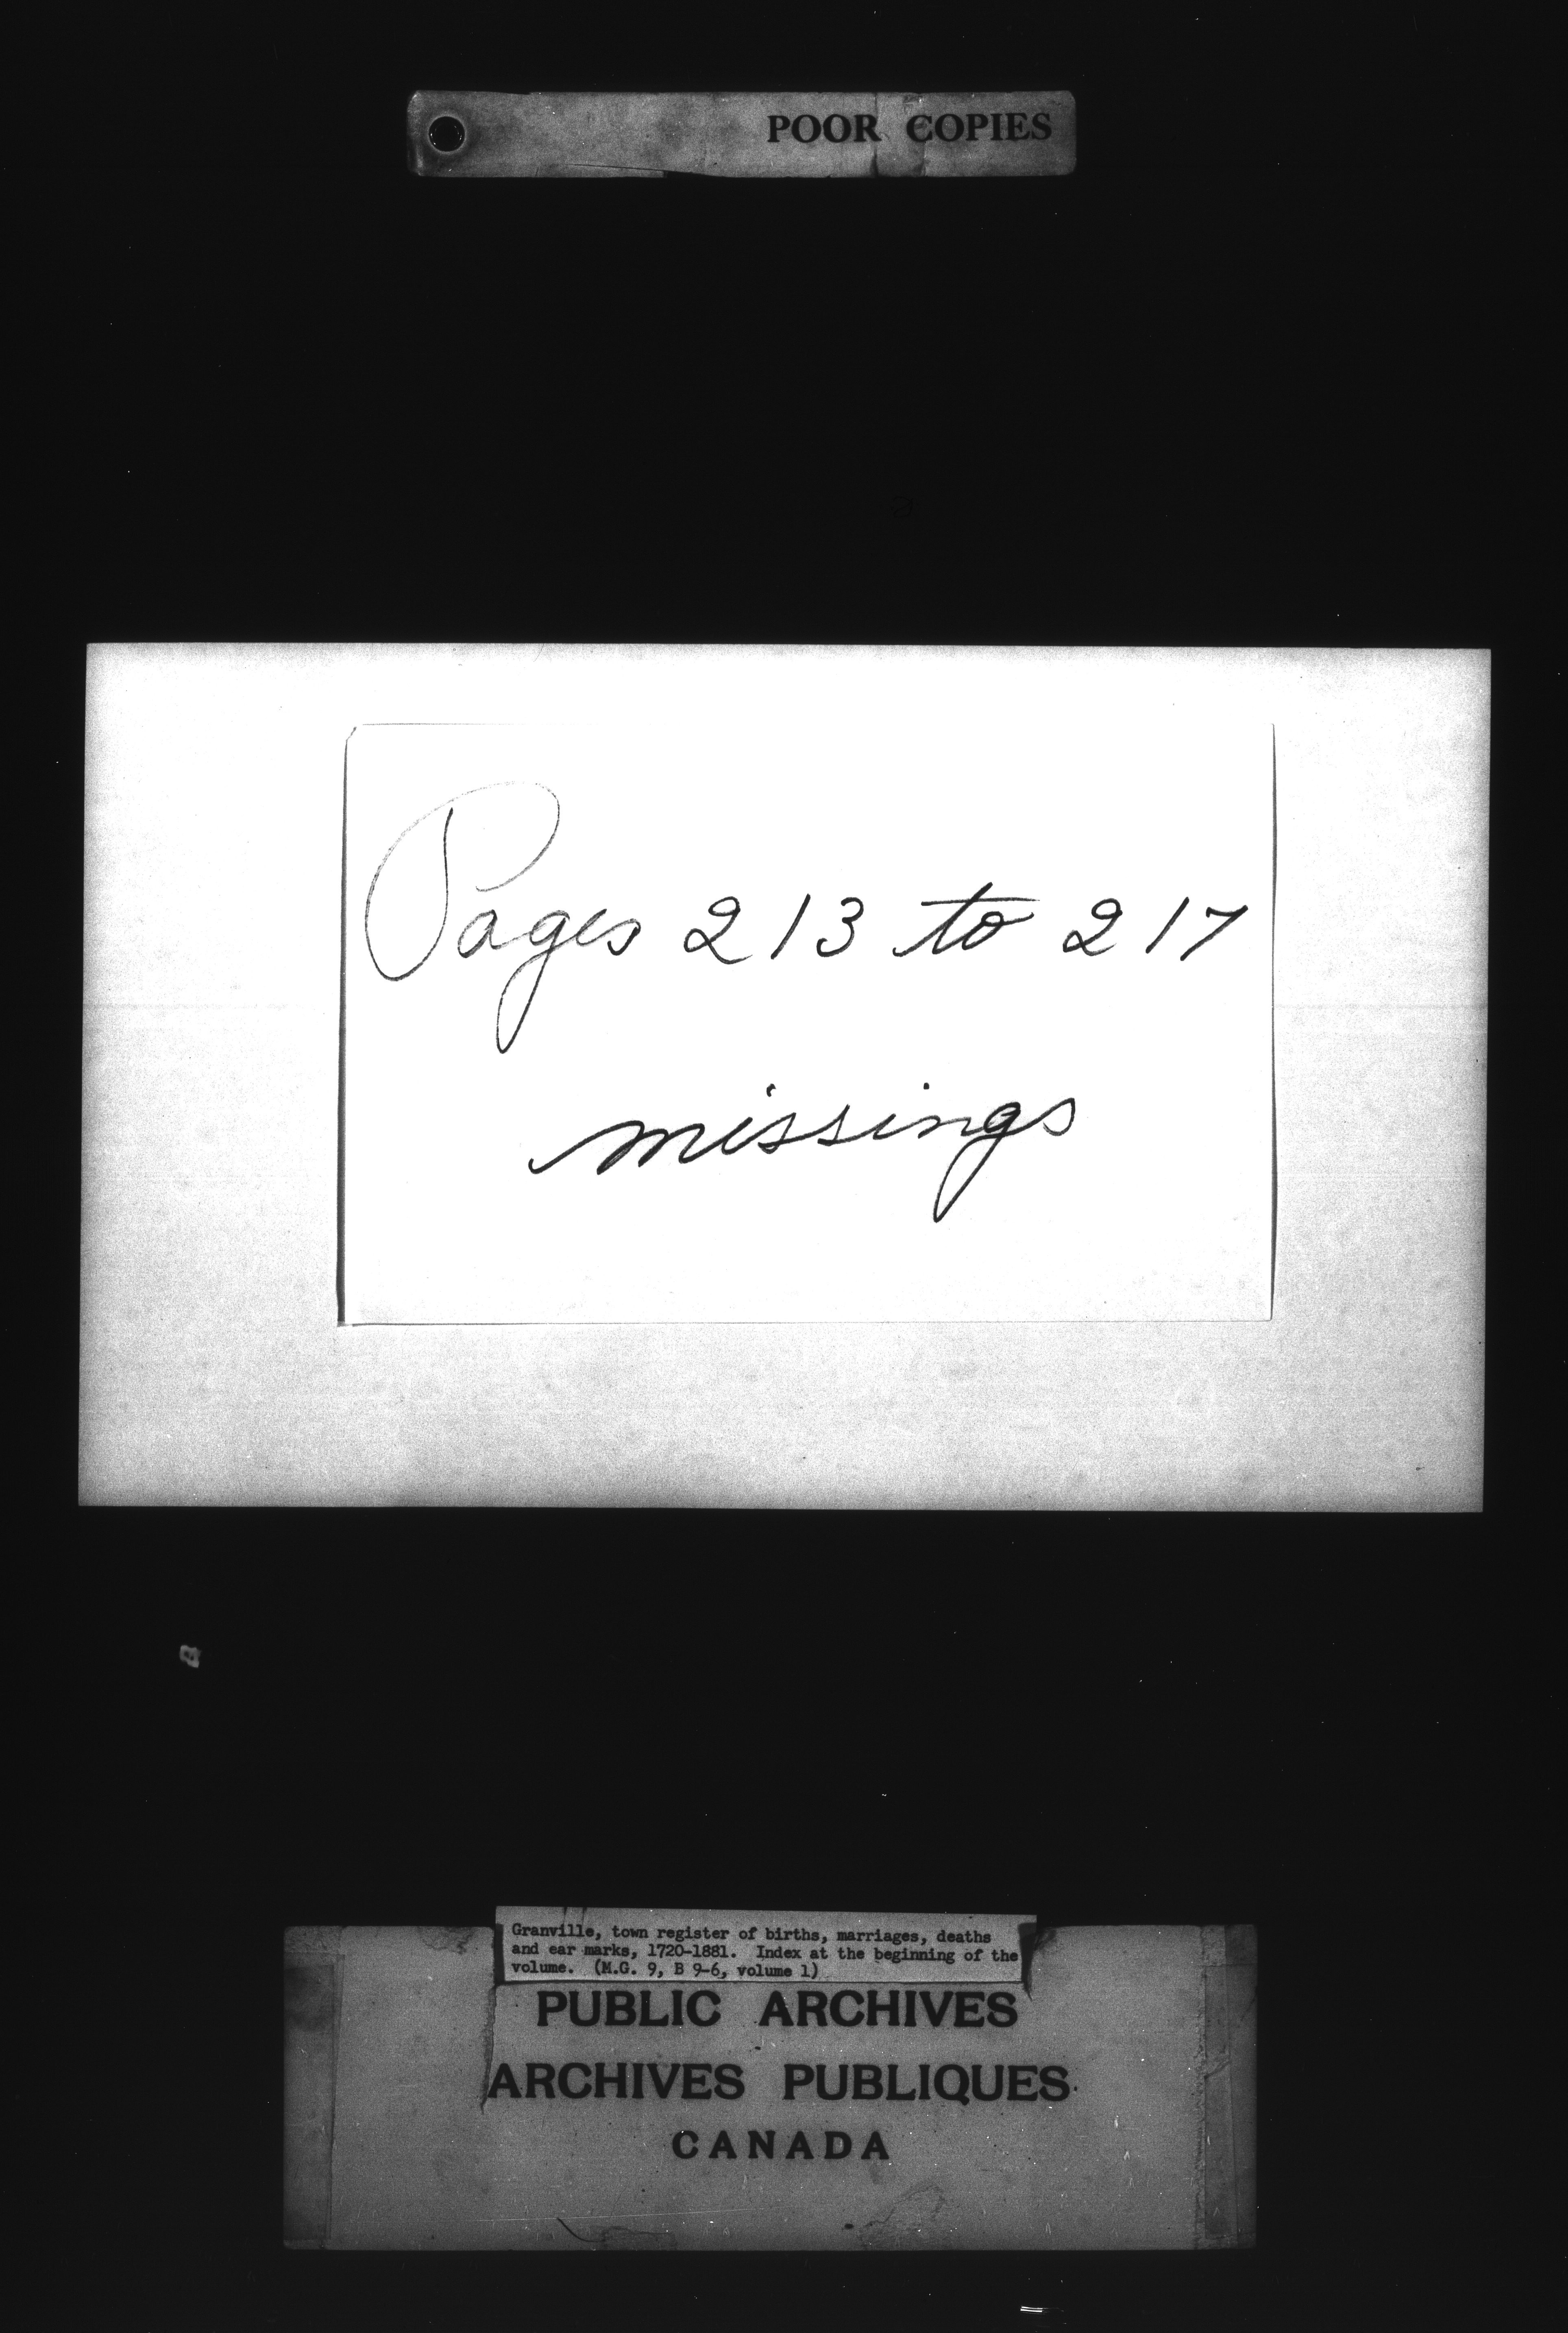 POOR COPIES
Pages 213 to 217
missings
Granville, town register of births, marriages, deaths
and ear marks, 1720-1881. Index at the beginning of the
volume. (M.G. 9, B 9-6, volume 1)
PUBLIC ARCHIVES
ARCHIVES PUBLIQUES
CANADA